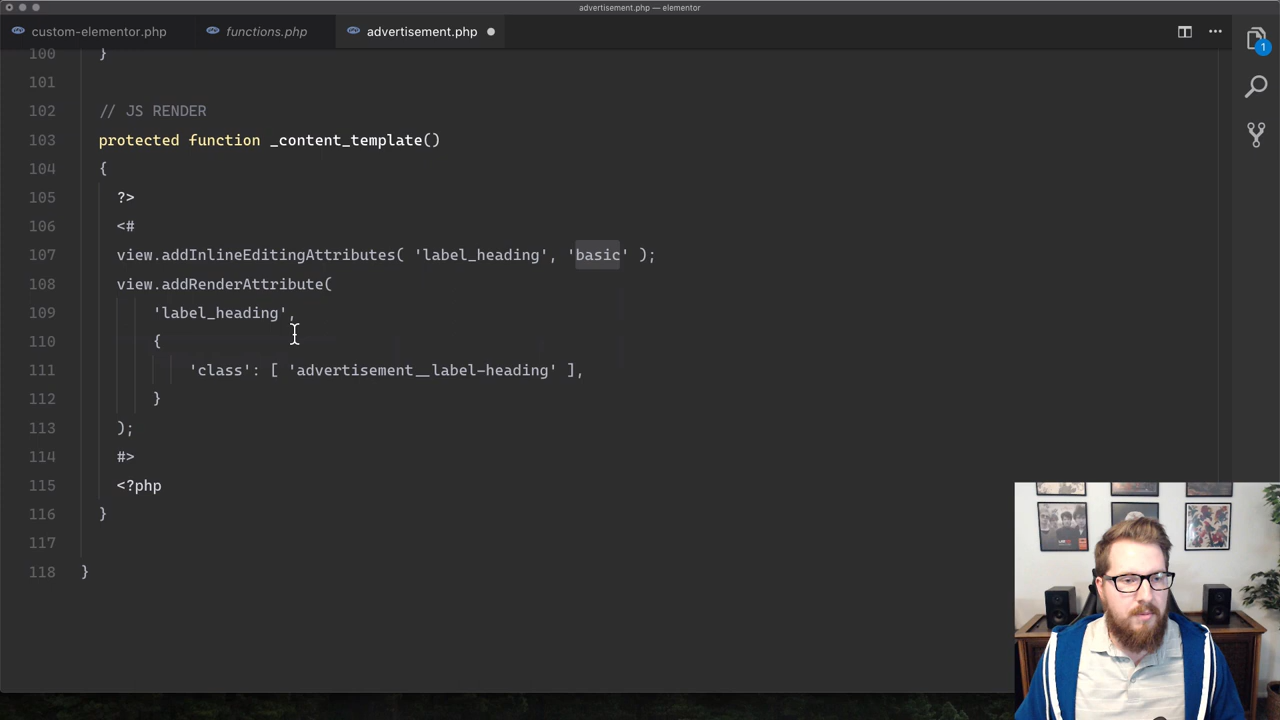 advertisement.php — elementor
custom-elementor.php functions.php advertisement.php
1
100 }
101
102 // JS RENDER
103 protected function _content_template()
104 {
105 ?>
106 <#
107 view.addInlineEditingAttributes( 'label_heading', 'basic' );
108 view.addRenderAttribute(
109 'label_heading',
110 {
111 'class': [ 'advertisement__label-heading' ],
112 }
113 );
114 #>
115 <?php
116 }
117
118 }